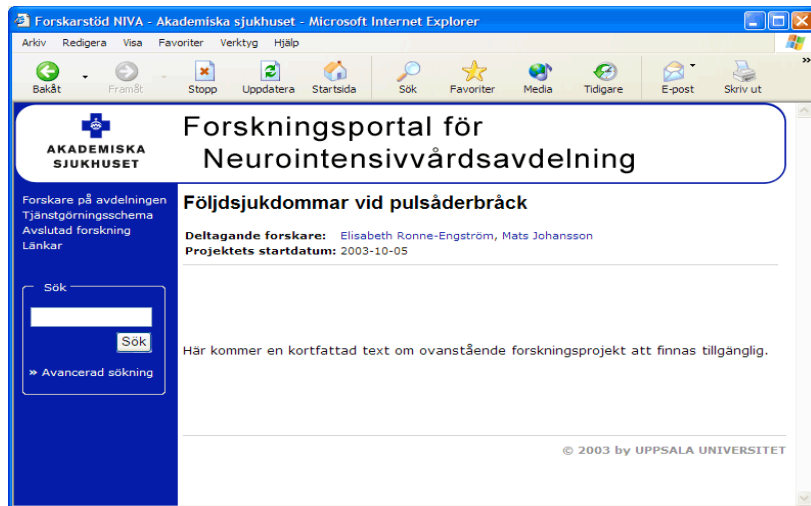 Forskarstöd NIVA - Akademiska sjukhuset - Microsoft Internet Explorer
Arkiv Redigera Visa Favoriter Verktyg Hjälp
Bakåt Framåt Stopp Uppdatera Startsida Sök Favoriter Media Tidigare E-post Skriv ut
AKADEMISKA
SJUKHUSET
Forskningsportal för
Neurointensivvårdsavdelning
Forskare på avdelningen
Tjänstgörningsschema
Avslutad forskning
Länkar
Sök
Sök
» Avancerad sökning
Följdsjukdommar vid pulsåderbråck
Deltagande forskare: Elisabeth Ronne-Engström, Mats Johansson
Projektets startdatum: 2003-10-05
Här kommer en kortfattad text om ovanstående forskningsprojekt att finnas tillgänglig.
© 2003 by UPPSALA UNIVERSITET